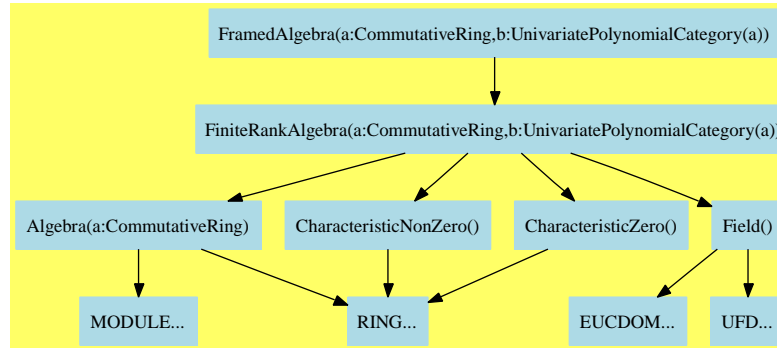 FramedAlgebra(a:CommutativeRing,b:UnivariatePolynomialCategory(a))
FiniteRankAlgebra(a:CommutativeRing,b:UnivariatePolynomialCategory(a))
Algebra(a:CommutativeRing)
CharacteristicNonZero()
CharacteristicZero()
Field()
MODULE...
RING...
EUCDOM...
UFD...